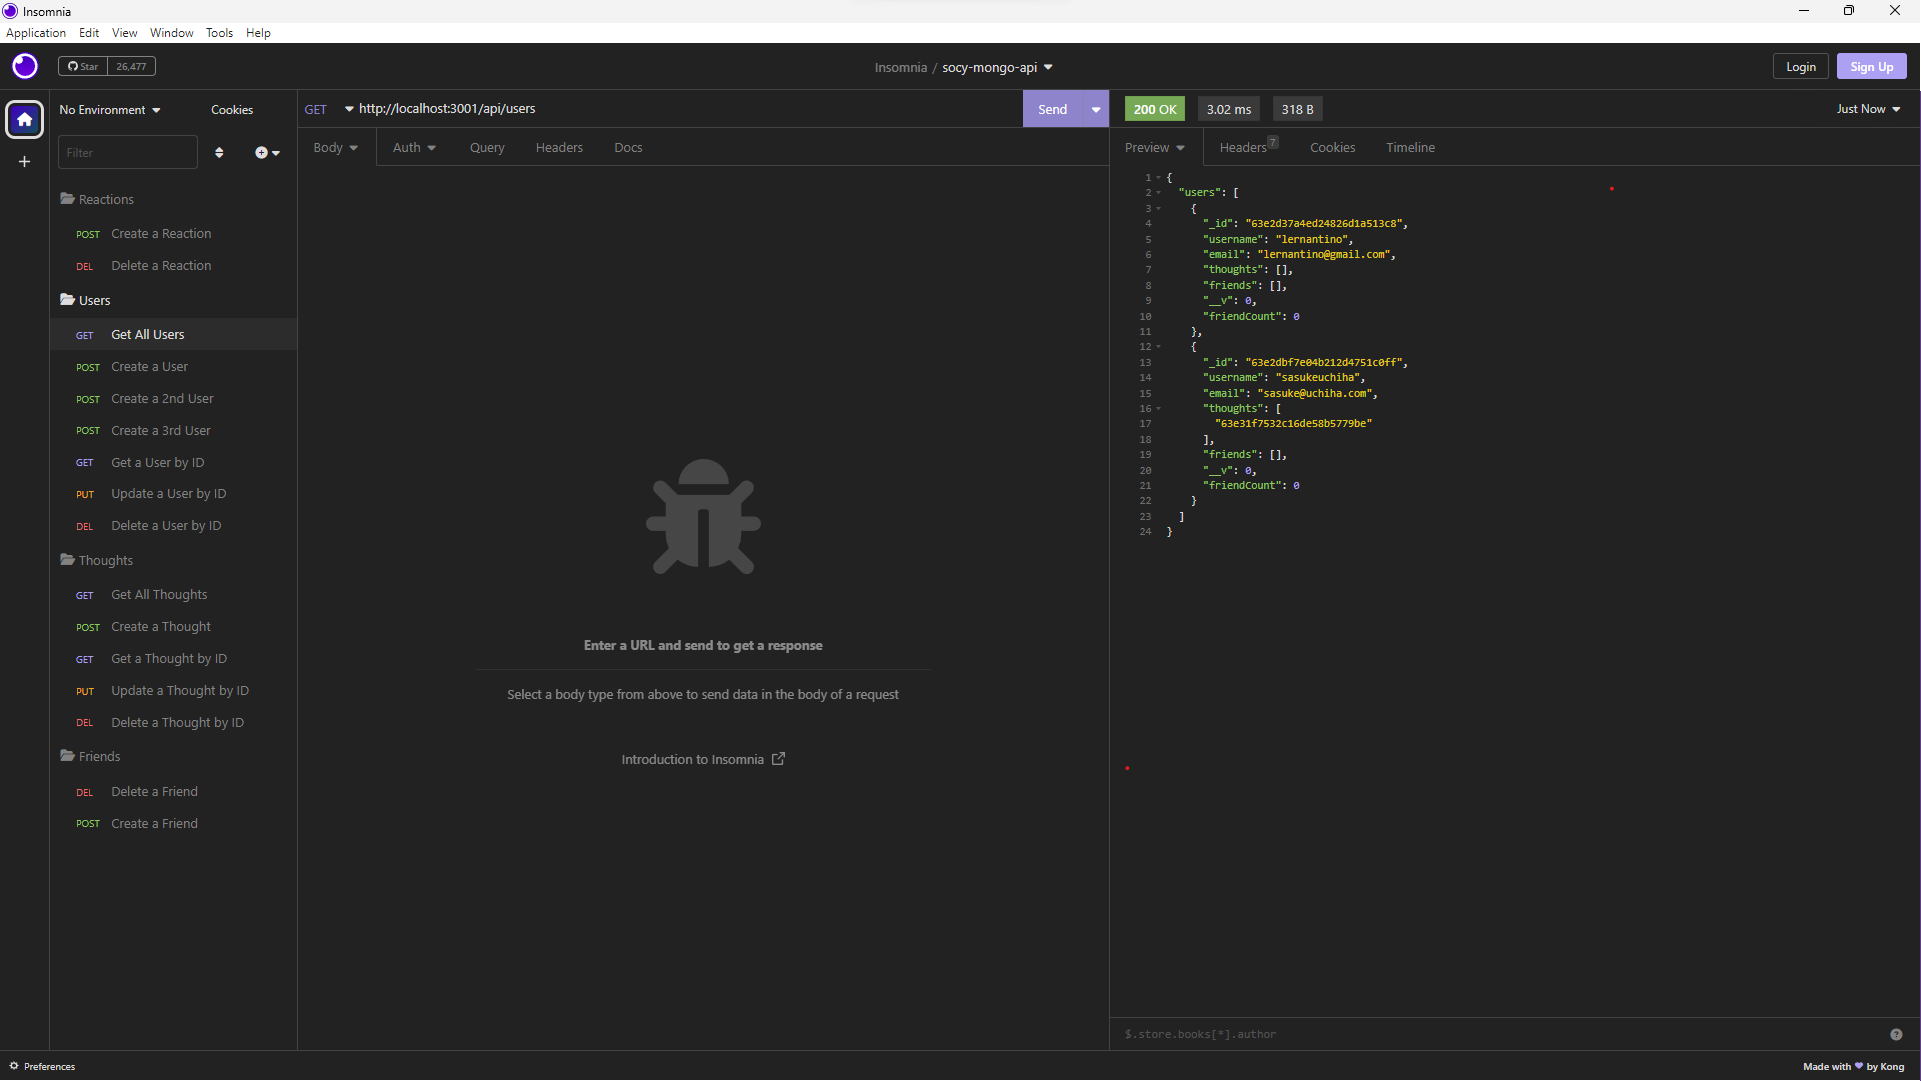 Insomnia
Application Edit View Window Tools Help
Star 26,477
Insomnia / socy-mongo-api
Login Sign Up
No Environment Cookies
Filter
Reactions
POST Create a Reaction
DEL Delete a Reaction
Users
GET Get All Users
POST Create a User
POST Create a 2nd User
POST Create a 3rd User
GET Get a User by ID
PUT Update a User by ID
DEL Delete a User by ID
Thoughts
GET Get All Thoughts
POST Create a Thought
GET Get a Thought by ID
PUT Update a Thought by ID
DEL Delete a Thought by ID
Friends
DEL Delete a Friend
POST Create a Friend
GET http://localhost:3001/api/users Send
Body Auth Query Headers Docs
Enter a URL and send to get a response
Select a body type from above to send data in the body of a request
Introduction to Insomnia
200 OK 3.02 ms 318 B Just Now
Preview Headers 7 Cookies Timeline
1 {
2 "users": [
3 {
4 "_id": "63e2d37a4ed24826d1a513c8",
5 "username": "lernantino",
6 "email": "lernantino@gmail.com",
7 "thoughts": [],
8 "friends": [],
9 "__v": 0,
10 "friendCount": 0
11 },
12 {
13 "_id": "63e2dbf7e04b212d4751c0ff",
14 "username": "sasukeuchiha",
15 "email": "sasuke@uchiha.com",
16 "thoughts": [
17 "63e31f7532c16de58b5779be"
18 ],
19 "friends": [],
20 "__v": 0,
21 "friendCount": 0
22 }
23 ]
24 }
$.store.books[*].author
Preferences
Made with by Kong